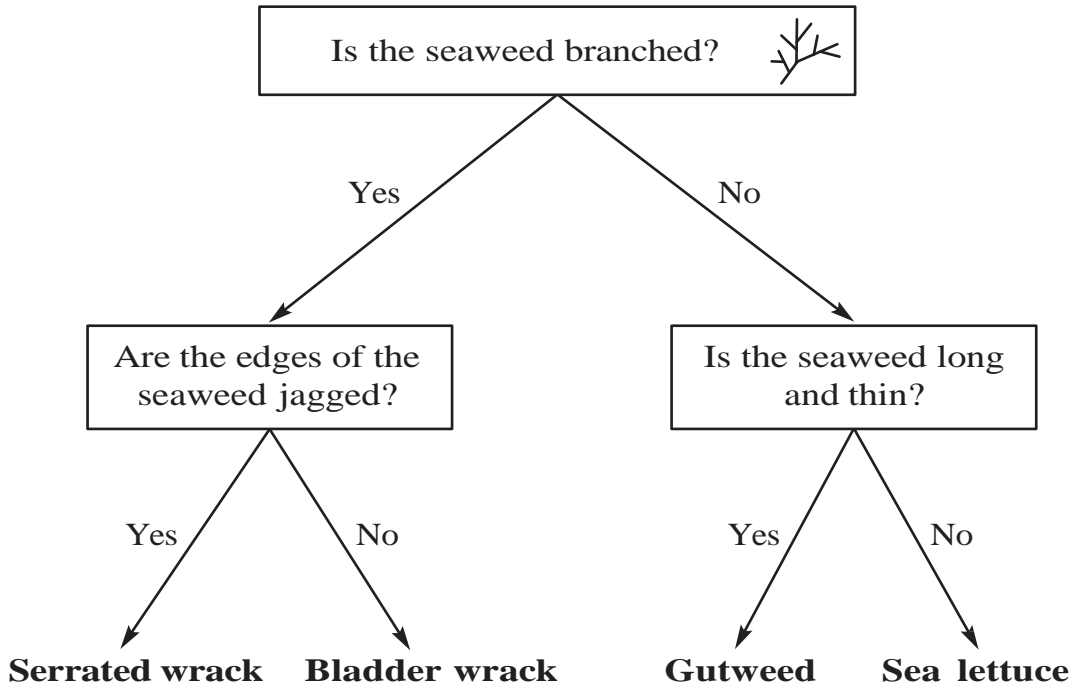 Is the seaweed branched?
Yes
No
Are the edges of the
seaweed jagged?
Is the seaweed long
and thin?
Yes
No
Yes
No
Serrated wrack
Bladder wrack
Gutweed
Sea lettuce